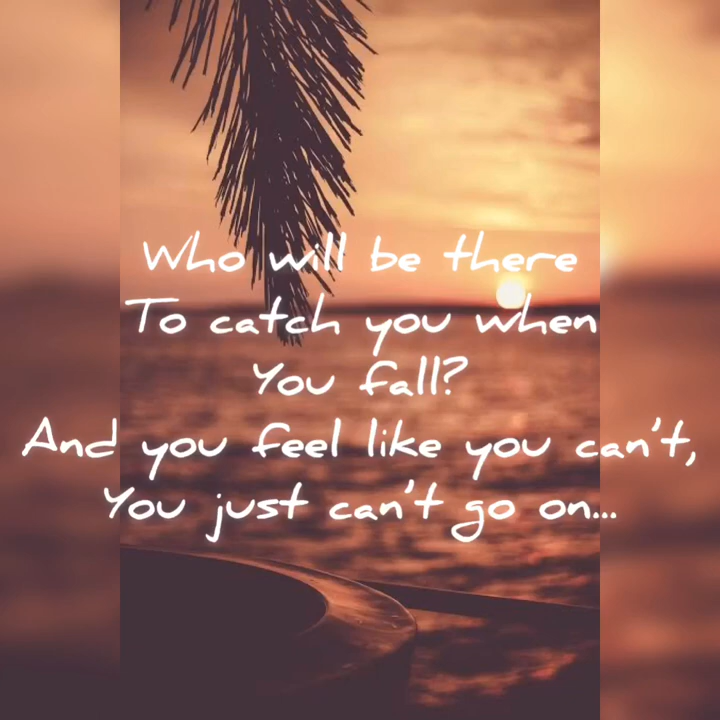 Who will be there
To catch you when
You fall?
And you feel like you can't,
You just can't go on...